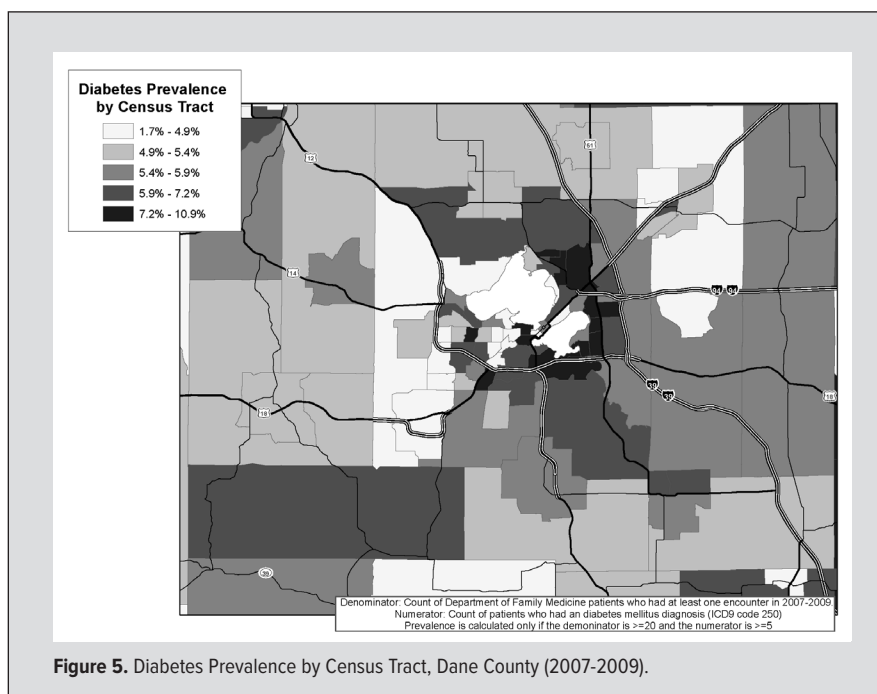 Diabetes Prevalence
by Census Tract
1.7% - 4.9%
4.9% - 5.4%
5.4% - 5.9%
5.9% - 7.2%
7.2% - 10.9%
12
51
14
94 94
39
39
18
18
39
Denominator: Count of Department of Family Medicine patients who had at least one encounter in 2007-2009
Numerator: Count of patients who had an diabetes mellitus diagnosis (ICD9 code 250)
Prevalence is calculated only if the demoninator is >=20 and the numerator is >=5
Figure 5. Diabetes Prevalence by Census Tract, Dane County (2007-2009).